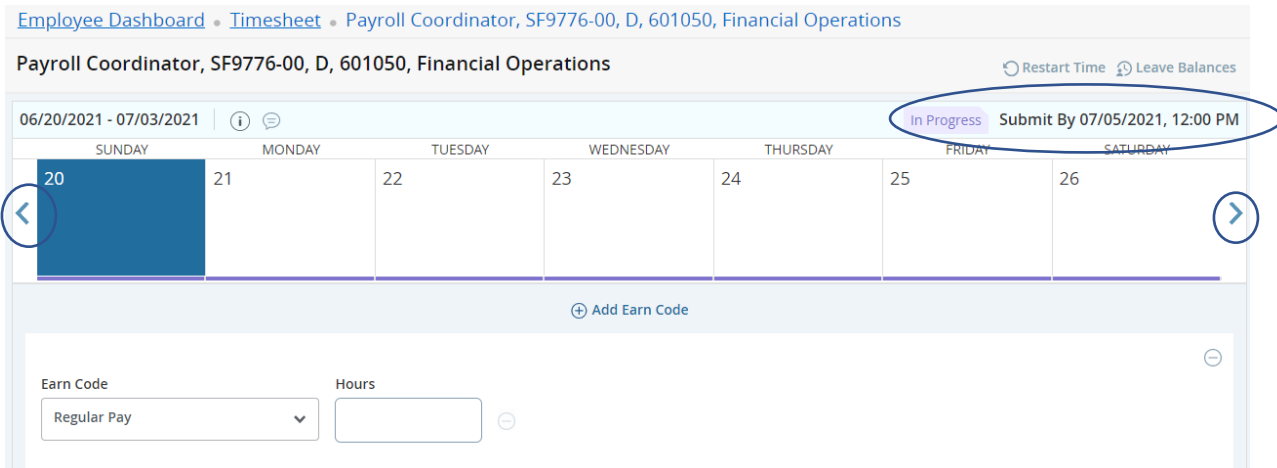 Employee Dashboard • Timesheet • Payroll Coordinator, SF9776-00, D, 601050, Financial Operations
Payroll Coordinator, SF9776-00, D, 601050, Financial Operations
Restart Time Leave Balances
06/20/2021 - 07/03/2021
In Progress Submit By 07/05/2021, 12:00 PM
SUNDAY MONDAY TUESDAY WEDNESDAY THURSDAY FRIDAY SATURDAY
20 21 22 23 24 25 26
Add Earn Code
Earn Code Hours
Regular Pay